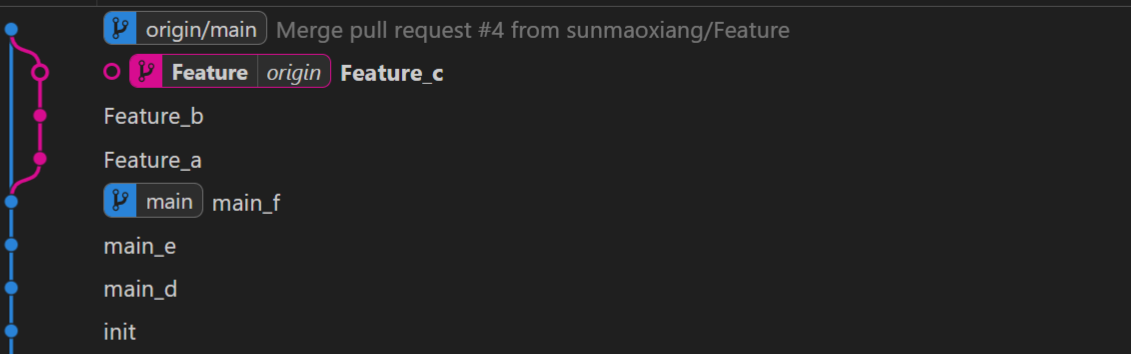 origin/main Merge pull request #4 from sunmaoxiang/Feature
Feature origin Feature_c
Feature_b
Feature_a
main main_f
main_e
main_d
init